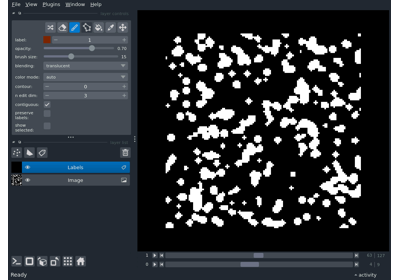 File View Plugins Window Help
label: 1
opacity: 0.70
brush size: 10
blending: translucent
color mode: auto
contour: 0
n edit dim: 3
contiguous:
preserve
labels:
show
selected:
Labels
Image
1
0
Ready
activity